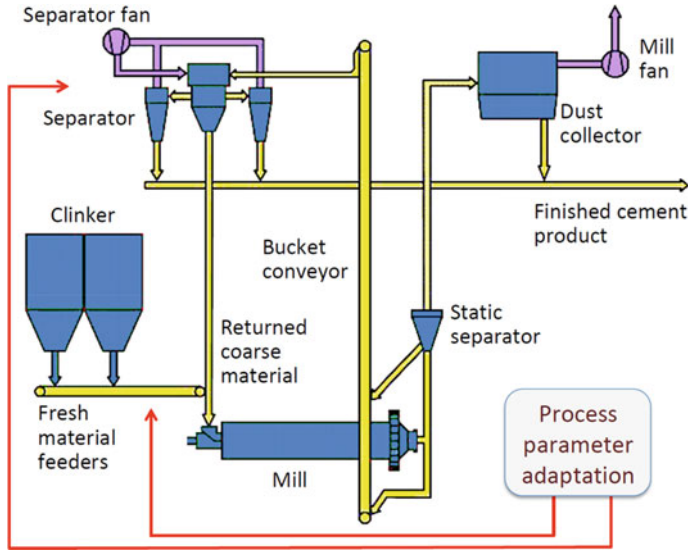 Separator fan
Separator
Mill
fan
Dust
collector
Clinker
Finished cement
product
Bucket
conveyor
Returned
coarse
material
Static
separator
Fresh
material
feeders
Mill
Process
parameter
adaptation